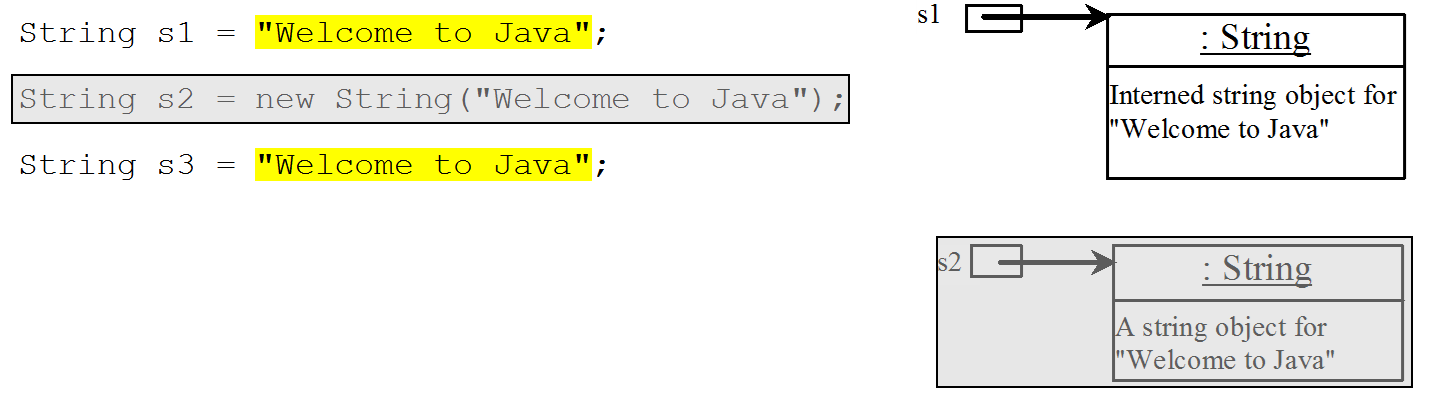 String s1 = "Welcome to Java";
String s2 = new String("Welcome to Java");
String s3 = "Welcome to Java";
s1
: String
Interned string object for
"Welcome to Java"
s2
: String
A string object for
"Welcome to Java"